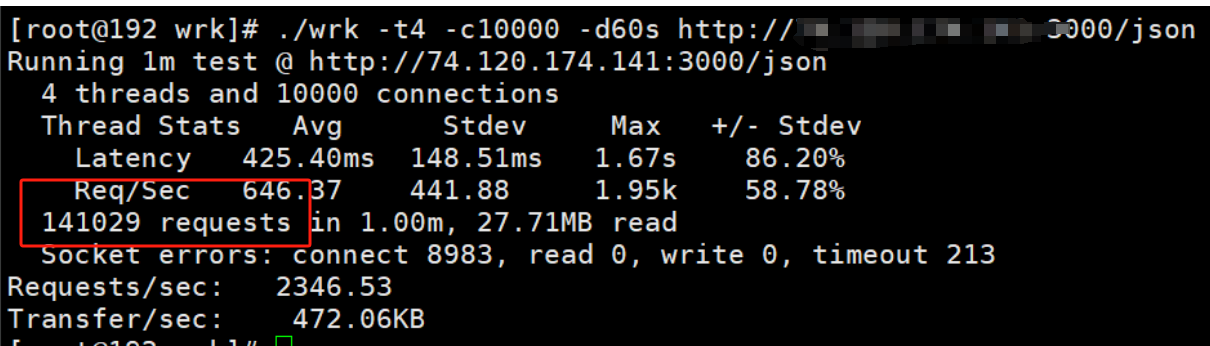 [root@192 wrk]# ./wrk -t4 -c10000 -d60s http:// 3000/json
Running 1m test @ http://74.120.174.141:3000/json
4 threads and 10000 connections
Thread Stats Avg Stdev Max +/- Stdev
Latency 425.40ms 148.51ms 1.67s 86.20%
Req/Sec 646.37 441.88 1.95k 58.78%
141029 requests in 1.00m, 27.71MB read
Socket errors: connect 8983, read 0, write 0, timeout 213
Requests/sec: 2346.53
Transfer/sec: 472.06KB